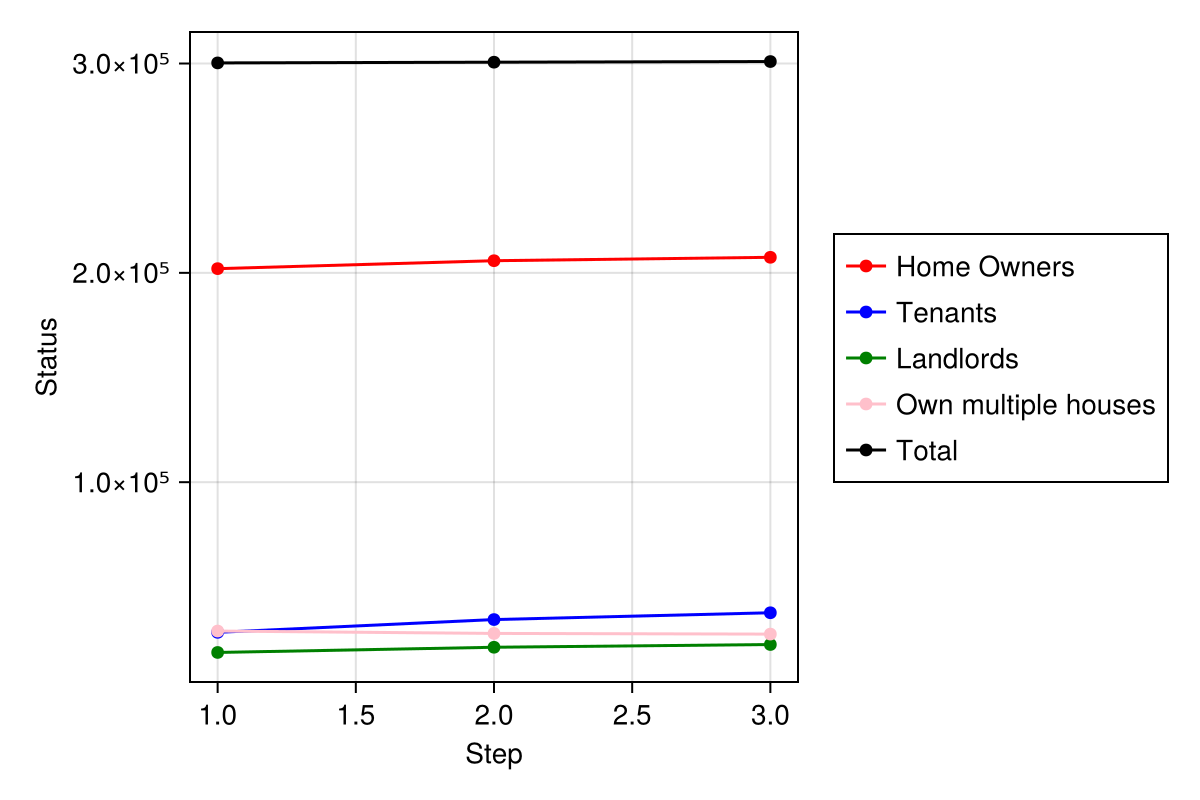 3.0×10⁵
2.0×10⁵
1.0×10⁵
Status
1.0 1.5 2.0 2.5 3.0
Step
Home Owners
Tenants
Landlords
Own multiple houses
Total